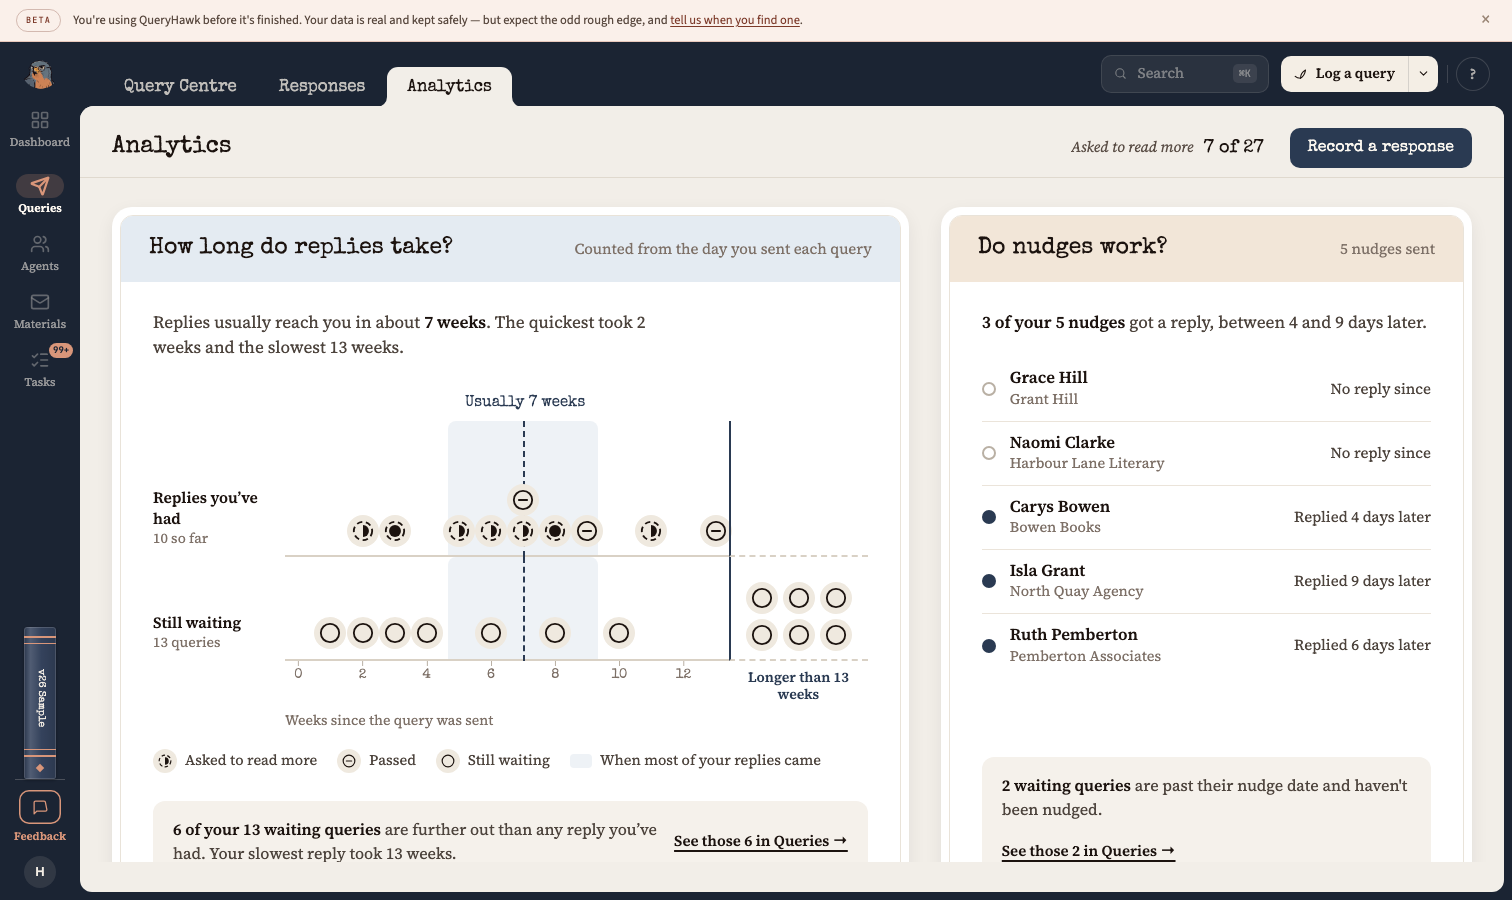 BETA
You're using QueryHawk before it's finished. Your data is real and kept safely — but expect the odd rough edge, and tell us when you find one.
×
Query Centre
Responses
Analytics
Search
⌘K
Log a query
?
Dashboard
Queries
Agents
Materials
99+
Tasks
v26 Sample
Feedback
H
Analytics
Asked to read more 7 of 27
Record a response
How long do replies take?
Counted from the day you sent each query
Replies usually reach you in about 7 weeks. The quickest took 2
weeks and the slowest 13 weeks.
Usually 7 weeks
Replies you’ve
had
10 so far
Still waiting
13 queries
0 2 4 6 8 10 12
Longer than 13
weeks
Weeks since the query was sent
Asked to read more
Passed
Still waiting
When most of your replies came
6 of your 13 waiting queries are further out than any reply you’ve
had. Your slowest reply took 13 weeks.
See those 6 in Queries →
Do nudges work?
5 nudges sent
3 of your 5 nudges got a reply, between 4 and 9 days later.
Grace Hill
Grant Hill
No reply since
Naomi Clarke
Harbour Lane Literary
No reply since
Carys Bowen
Bowen Books
Replied 4 days later
Isla Grant
North Quay Agency
Replied 9 days later
Ruth Pemberton
Pemberton Associates
Replied 6 days later
2 waiting queries are past their nudge date and haven't
been nudged.
See those 2 in Queries →